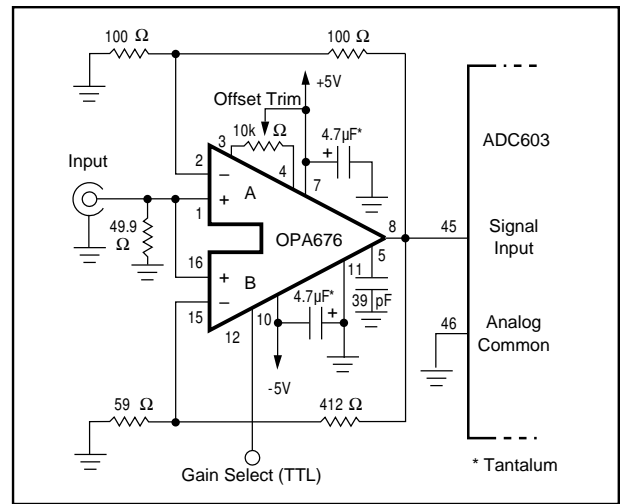 100 Ω
100 Ω
+5V
Offset Trim
10k Ω
4.7µF*
+
3
4
7
ADC603
Input
2
−
A
+
1
49.9
Ω
OPA676
8
45
Signal
Input
16
+
B
−
15
11
5
4.7µF*
+
39 pF
10
12
46
Analog
Common
-5V
59 Ω
412 Ω
Gain Select (TTL)
* Tantalum